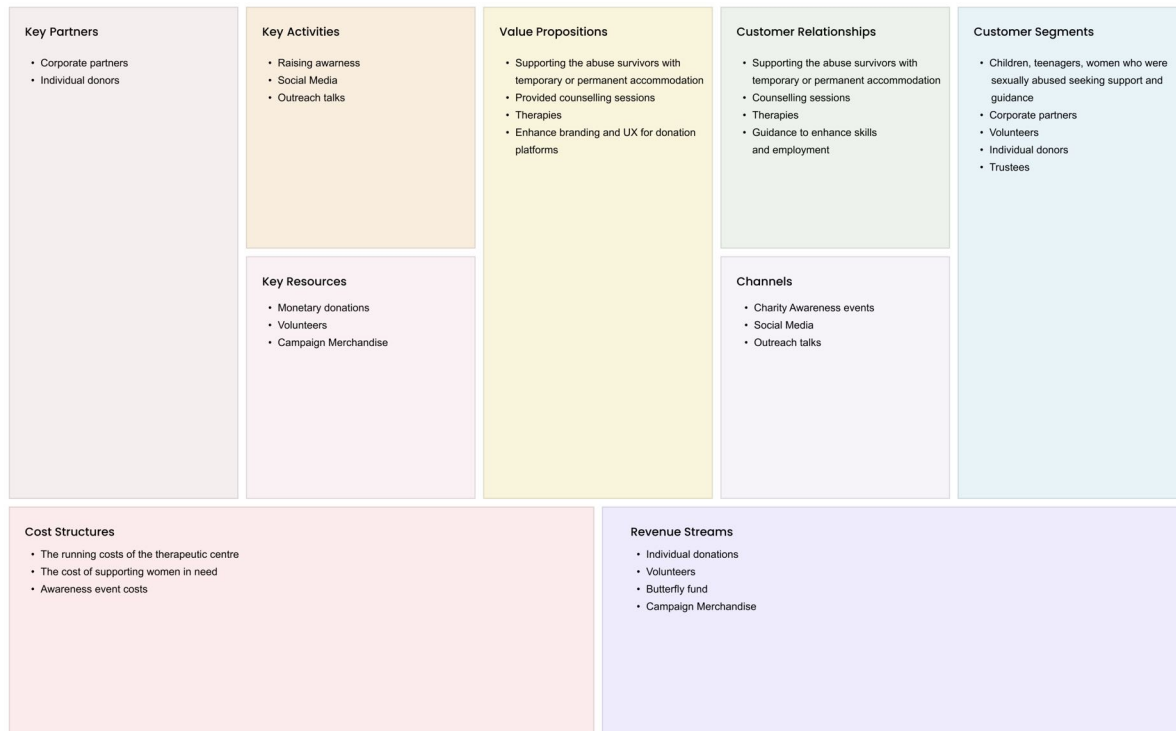 Key Partners
• Corporate partners
• Individual donors
Key Activities
• Raising awarness
• Social Media
• Outreach talks
Key Resources
• Monetary donations
• Volunteers
• Campaign Merchandise
Value Propositions
• Supporting the abuse survivors with
temporary or permanent accommodation
• Provided counselling sessions
• Therapies
• Enhance branding and UX for donation
platforms
Customer Relationships
• Supporting the abuse survivors with
temporary or permanent accommodation
• Counselling sessions
• Therapies
• Guidance to enhance skills
and employment
Channels
• Charity Awareness events
• Social Media
• Outreach talks
Customer Segments
• Children, teenagers, women who were
sexually abused seeking support and
guidance
• Corporate partners
• Volunteers
• Individual donors
• Trustees
Cost Structures
• The running costs of the therapeutic centre
• The cost of supporting women in need
• Awareness event costs
Revenue Streams
• Individual donations
• Volunteers
• Butterfly fund
• Campaign Merchandise